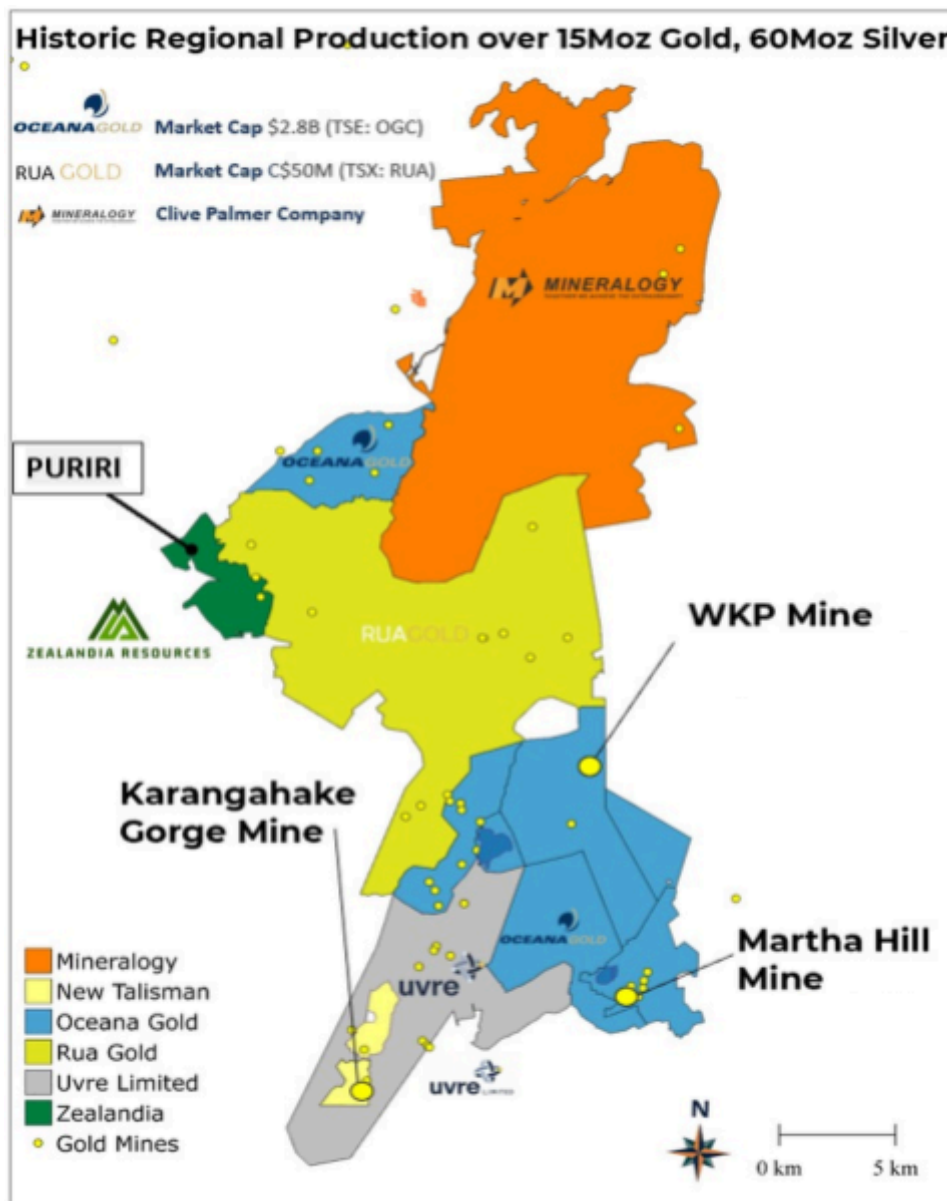 Historic Regional Production over 15Moz Gold, 60Moz Silver
OCEANAGOLD Market Cap $2.8B (TSE: OGC)
RUA GOLD Market Cap C$50M (TSX: RUA)
MINERALOGY Clive Palmer Company
MINERALOGY
OCEANAGOLD
PURIRI
RUAGOLD
ZEALANDIA RESOURCES
WKP Mine
Karangahake
Gorge Mine
OCEANAGOLD
Martha Hill
Mine
uvre
uvre
LIMITED
Mineralogy
New Talisman
Oceana Gold
Rua Gold
Uvre Limited
Zealandia
Gold Mines
N
0 km 5 km